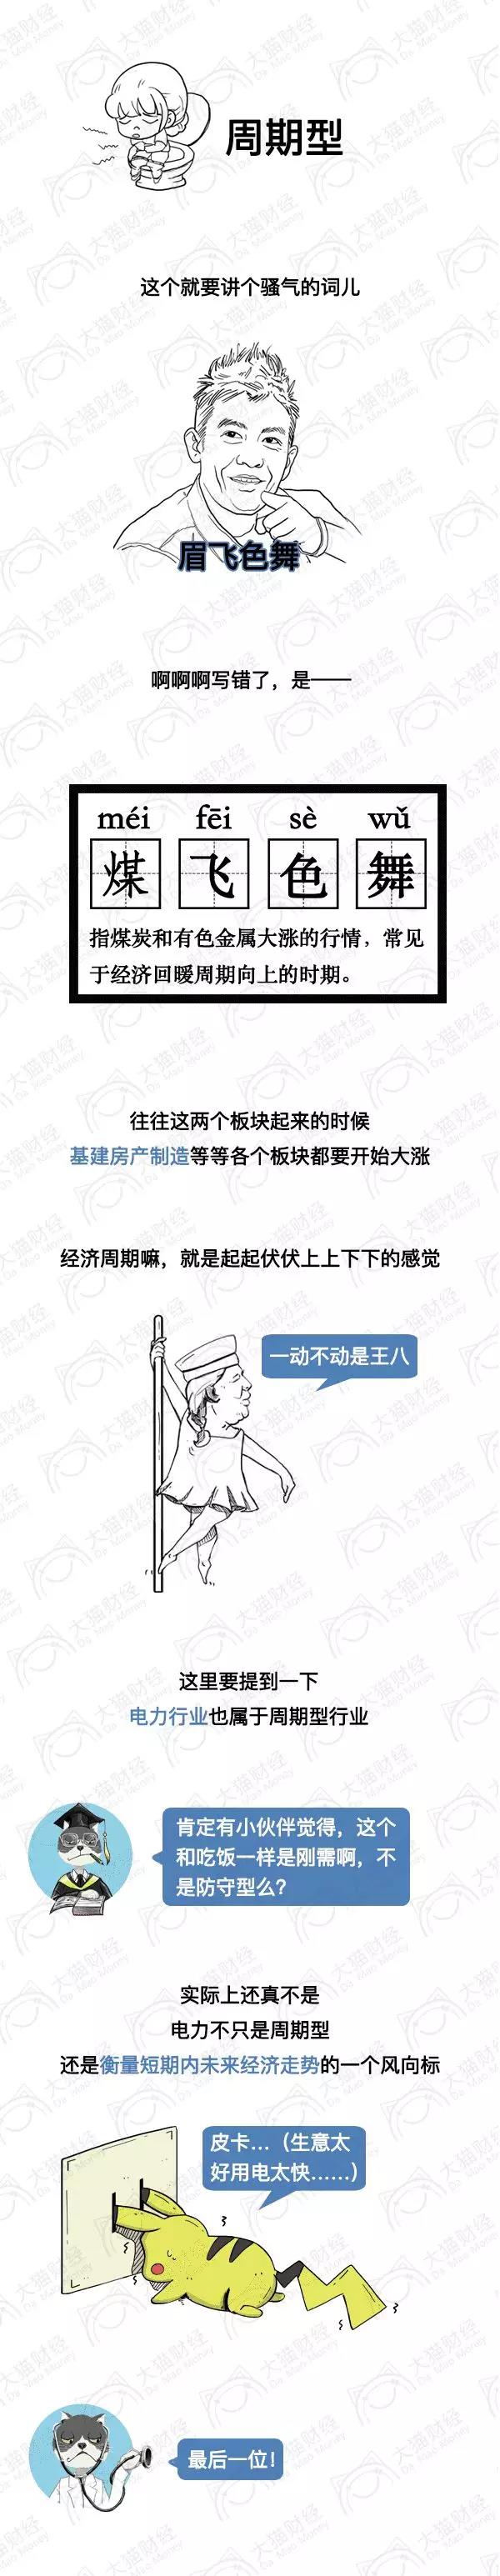 周期型
这个就要讲个骚气的词儿
眉飞色舞
啊啊啊写错了，是——
méi fēi sè wǔ
煤飞色舞
指煤炭和有色金属大涨的行情，常见
于经济回暖周期向上的时期。
往往这两个板块起来的时候
基建房产制造等等各个板块都要开始大涨
经济周期嘛，就是起起伏伏上上下下的感觉
一动不动是王八
这里要提到一下
电力行业也属于周期型行业
肯定有小伙伴觉得，这个
和吃饭一样是刚需啊，不
是防守型么？
实际上还真不是
电力不只是周期型
还是衡量短期内未来经济走势的一个风向标
皮卡...（生意太
好用电太快......）
最后一位！
大猫财经
Da Mao Money